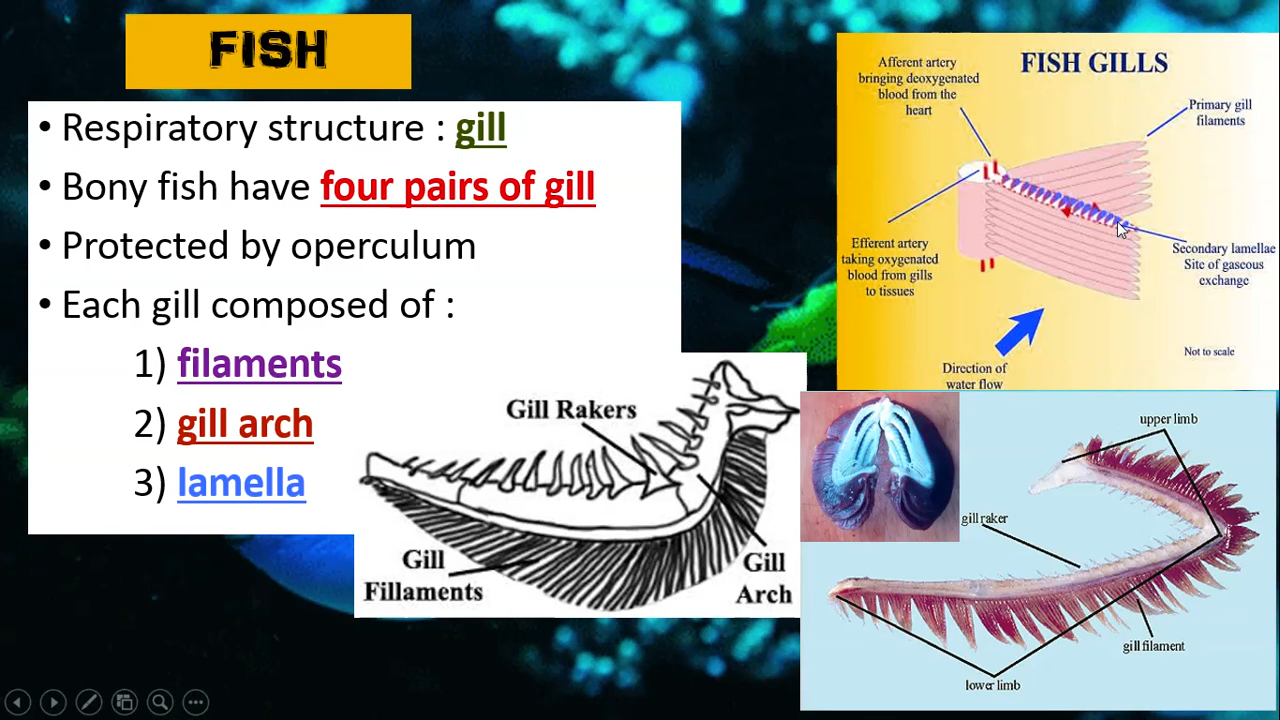 FISH
• Respiratory structure : gill
• Bony fish have four pairs of gill
• Protected by operculum
• Each gill composed of :
1) filaments
2) gill arch
3) lamella
Gill Rakers
Gill
Fillaments
Gill
Arch
FISH GILLS
Afferent artery
bringing deoxygenated
blood from the
heart
Primary gill
filaments
Efferent artery
taking oxygenated
blood from gills
to tissues
Secondary lamellae
Site of gaseous
exchange
Direction of
water flow
Not to scale
upper limb
gill raker
gill filament
lower limb